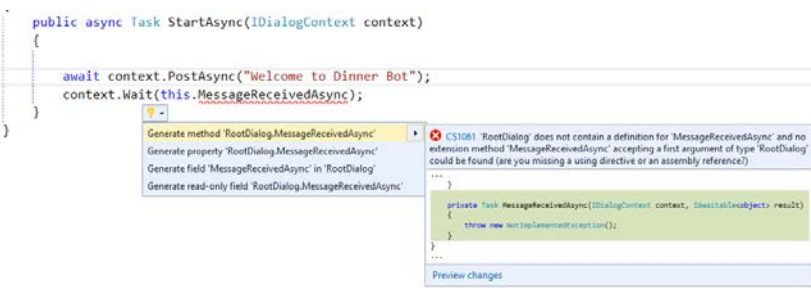 public async Task StartAsync(IDialogContext context)
{
await context.PostAsync("Welcome to Dinner Bot");
context.Wait(this.MessageReceivedAsync);
}
}
Generate method 'RootDialog.MessageReceivedAsync'
Generate property 'RootDialog.MessageReceivedAsync'
Generate field 'MessageReceivedAsync' in 'RootDialog'
Generate read-only field 'RootDialog.MessageReceivedAsync'
CS1061 'RootDialog' does not contain a definition for 'MessageReceivedAsync' and no
extension method 'MessageReceivedAsync' accepting a first argument of type 'RootDialog'
could be found (are you missing a using directive or an assembly reference?)
...
}
private Task MessageReceivedAsync(IDialogContext context, IAwaitable<object> result)
{
throw new NotImplementedException();
}
}
...
Preview changes